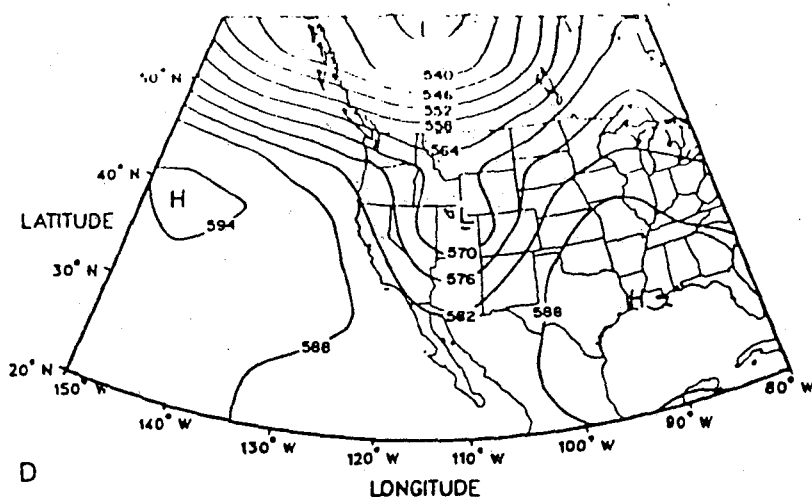 L
540
546
552
558
564
50° N
40° N
H
LATITUDE
594
L
570
30° N
576
582
588
H
588
20° N
150° W
80° W
140° W
90° W
130° W
100° W
120° W
110° W
D
LONGITUDE